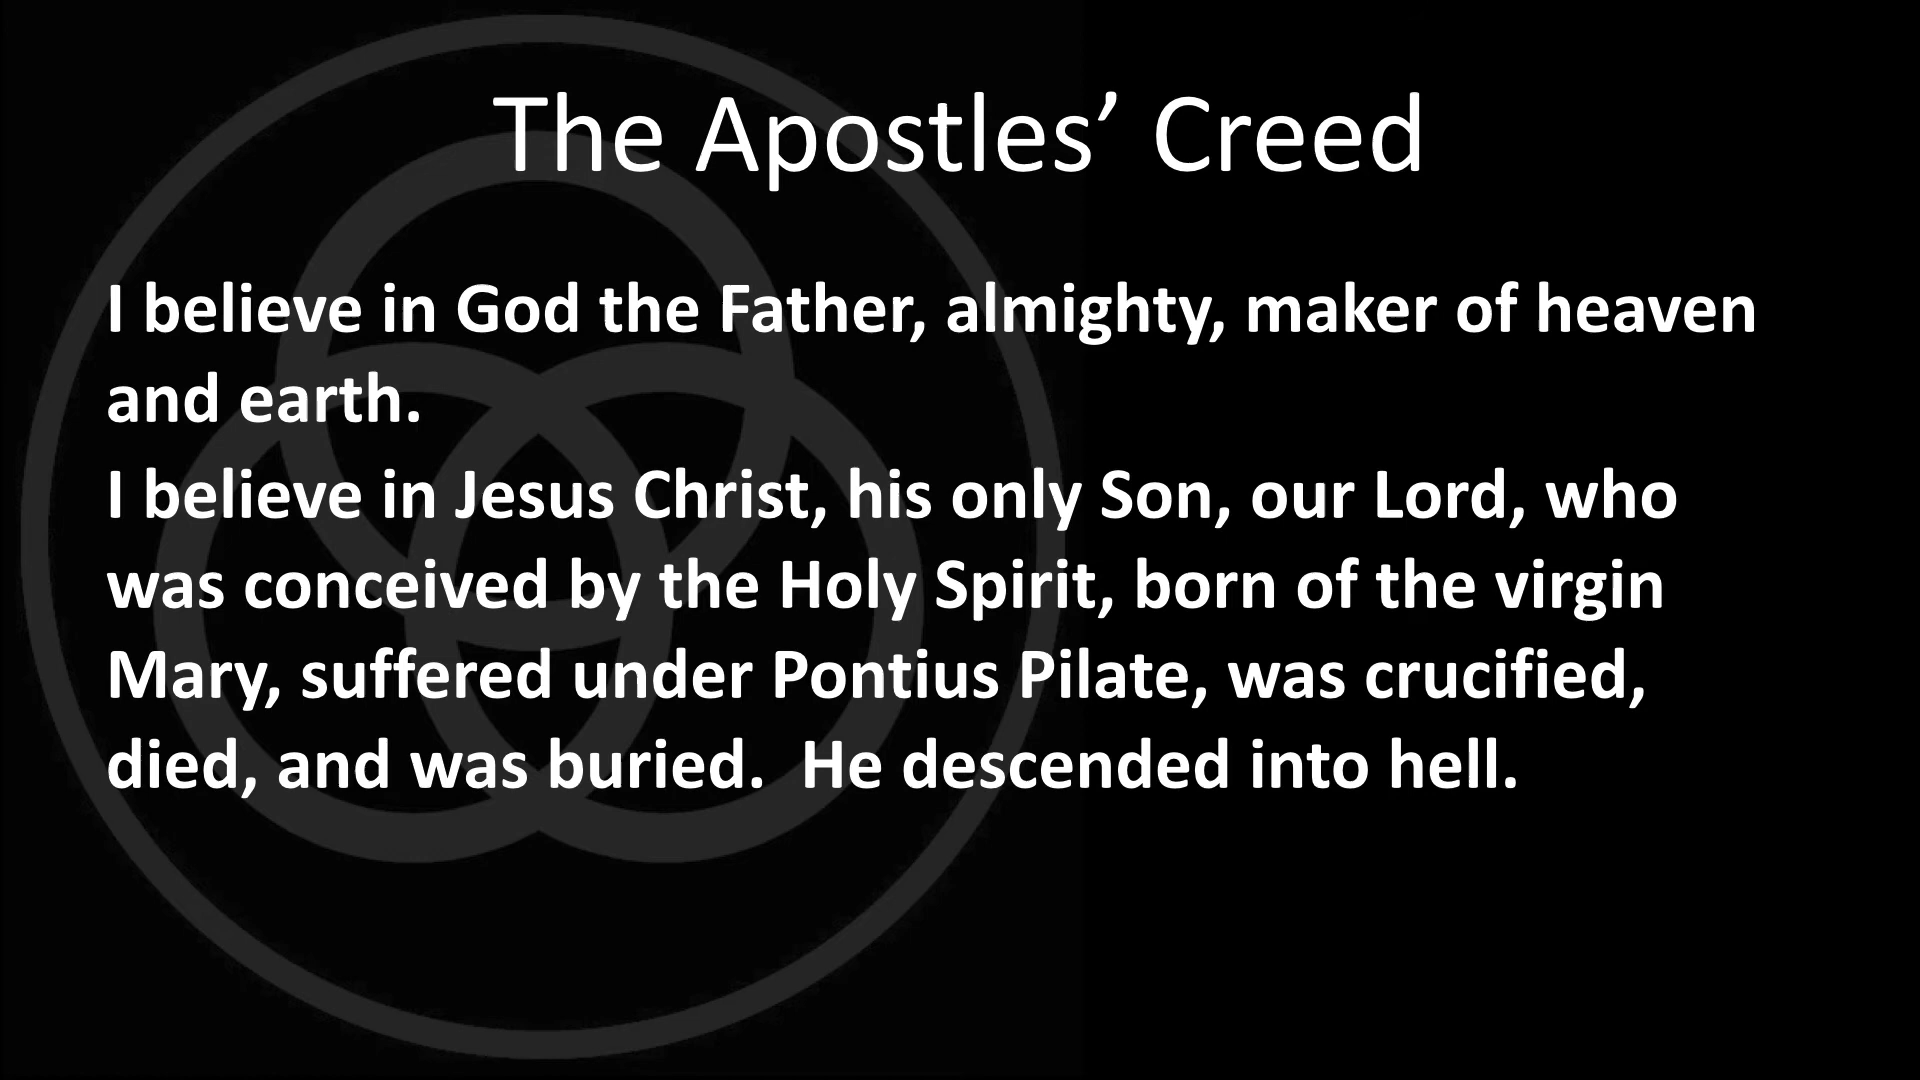 The Apostles’ Creed
I believe in God the Father, almighty, maker of heaven
and earth.
I believe in Jesus Christ, his only Son, our Lord, who
was conceived by the Holy Spirit, born of the virgin
Mary, suffered under Pontius Pilate, was crucified,
died, and was buried.  He descended into hell.